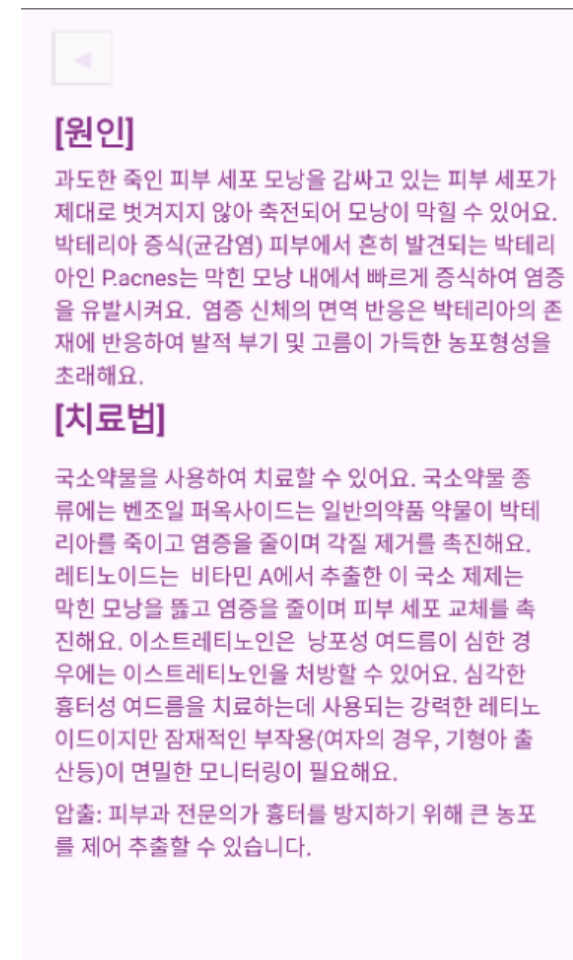 [원인]
과도한 죽인 피부 세포 모낭을 감싸고 있는 피부 세포가
제대로 벗겨지지 않아 축전되어 모낭이 막힐 수 있어요.
박테리아 증식(균감염) 피부에서 흔히 발견되는 박테리
아인 P.acnes는 막힌 모낭 내에서 빠르게 증식하여 염증
을 유발시켜요. 염증 신체의 면역 반응은 박테리아의 존
재에 반응하여 발적 부기 및 고름이 가득한 농포형성을
초래해요.
[치료법]
국소약물을 사용하여 치료할 수 있어요. 국소약물 종
류에는 벤조일 퍼옥사이드는 일반의약품 약물이 박테
리아를 죽이고 염증을 줄이며 각질 제거를 촉진해요.
레티노이드는 비타민 A에서 추출한 이 국소 제제는
막힌 모낭을 뚫고 염증을 줄이며 피부 세포 교체를 촉
진해요. 이소트레티노인은 낭포성 여드름이 심한 경
우에는 이스트레티노인을 처방할 수 있어요. 심각한
흉터성 여드름을 치료하는데 사용되는 강력한 레티노
이드이지만 잠재적인 부작용(여자의 경우, 기형아 출
산등)이 면밀한 모니터링이 필요해요.
압출: 피부과 전문의가 흉터를 방지하기 위해 큰 농포
를 제어 추출할 수 있습니다.